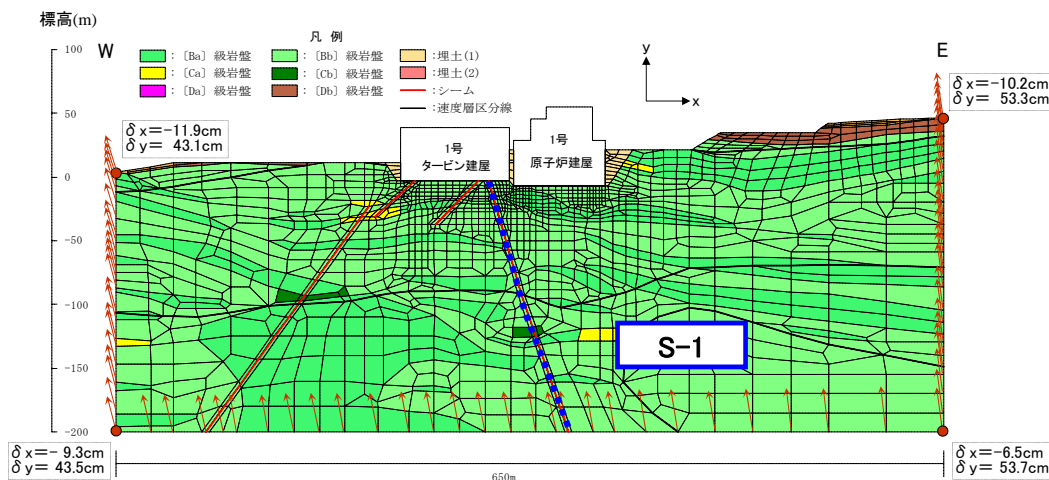 標高(m)
100
50
0
-50
-100
-150
-200
W
E
凡 例
：［Ba］級岩盤
：［Bb］級岩盤
：埋土(1)
：［Ca］級岩盤
：［Cb］級岩盤
：埋土(2)
：［Da］級岩盤
：［Db］級岩盤
：シーム
：速度層区分線
y
x
δx＝-11.9cm
δy＝ 43.1cm
δx＝-10.2cm
δy＝ 53.3cm
1号
タービン建屋
1号
原子炉建屋
S-1
δx＝- 9.3cm
δy＝ 43.5cm
δx＝-6.5cm
δy＝ 53.7cm
650m